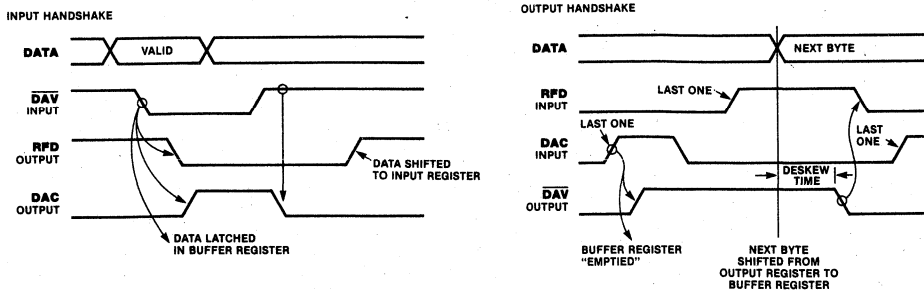 INPUT HANDSHAKE
DATA
VALID
DAV
INPUT
RFD
OUTPUT
DATA SHIFTED
TO INPUT REGISTER
DAC
OUTPUT
DATA LATCHED
IN BUFFER REGISTER
OUTPUT HANDSHAKE
DATA
NEXT BYTE
RFD
INPUT
LAST ONE
LAST ONE
DAC
INPUT
LAST
ONE
DESKEW
TIME
DAV
OUTPUT
BUFFER REGISTER
"EMPTIED"
NEXT BYTE
SHIFTED FROM
OUTPUT REGISTER TO
BUFFER REGISTER